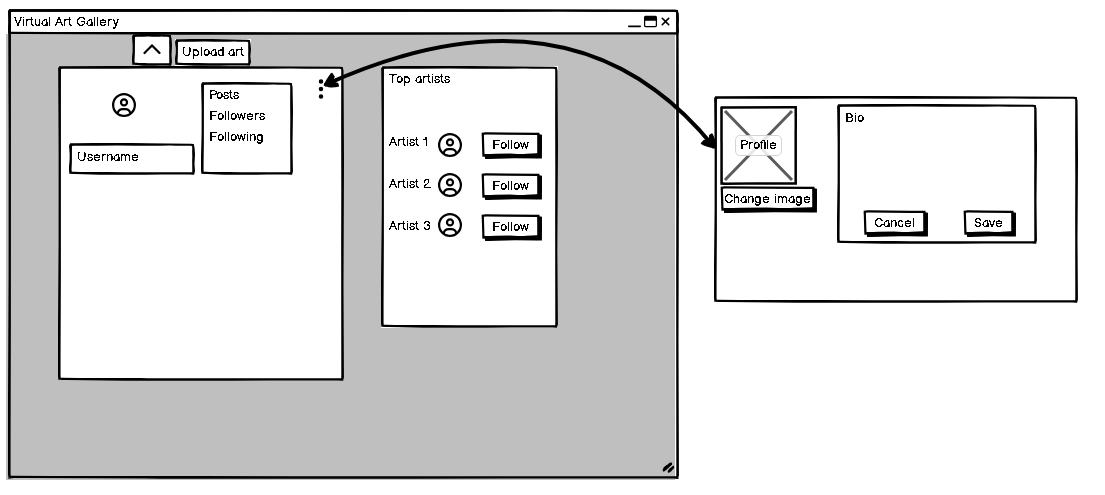 Virtual Art Gallery
Upload art
Posts
Followers
Following
Username
Top artists
Artist 1
Follow
Artist 2
Follow
Artist 3
Follow
Profile
Change image
Bio
Cancel
Save